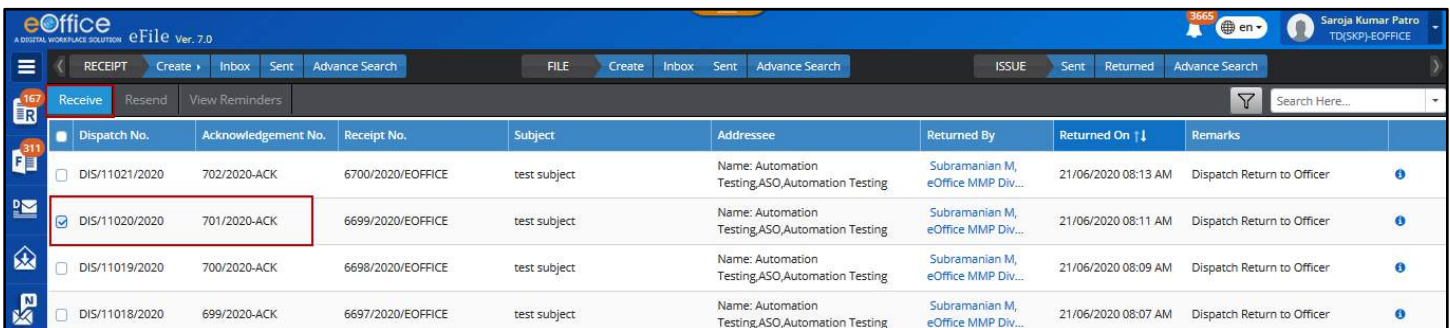 3665
eOffice
A DIGITAL WORKPLACE SOLUTION eFile Ver. 7.0
en
Saroja Kumar Patro
TD(SKP)-EOFFICE
RECEIPT Create Inbox Sent Advance Search FILE Create Inbox Sent Advance Search ISSUE Sent Returned Advance Search
167
R
Receive Resend View Reminders Search Here...
Dispatch No. Acknowledgement No. Receipt No. Subject Addressee Returned By Returned On Remarks
311
F
DIS/11021/2020 702/2020-ACK 6700/2020/EOFFICE test subject Name: Automation Testing,ASO,Automation Testing Subramanian M, eOffice MMP Div... 21/06/2020 08:13 AM Dispatch Return to Officer
D
DIS/11020/2020 701/2020-ACK 6699/2020/EOFFICE test subject Name: Automation Testing,ASO,Automation Testing Subramanian M, eOffice MMP Div... 21/06/2020 08:11 AM Dispatch Return to Officer
DIS/11019/2020 700/2020-ACK 6698/2020/EOFFICE test subject Name: Automation Testing,ASO,Automation Testing Subramanian M, eOffice MMP Div... 21/06/2020 08:09 AM Dispatch Return to Officer
N
DIS/11018/2020 699/2020-ACK 6697/2020/EOFFICE test subject Name: Automation Testing,ASO,Automation Testing Subramanian M, eOffice MMP Div... 21/06/2020 08:07 AM Dispatch Return to Officer